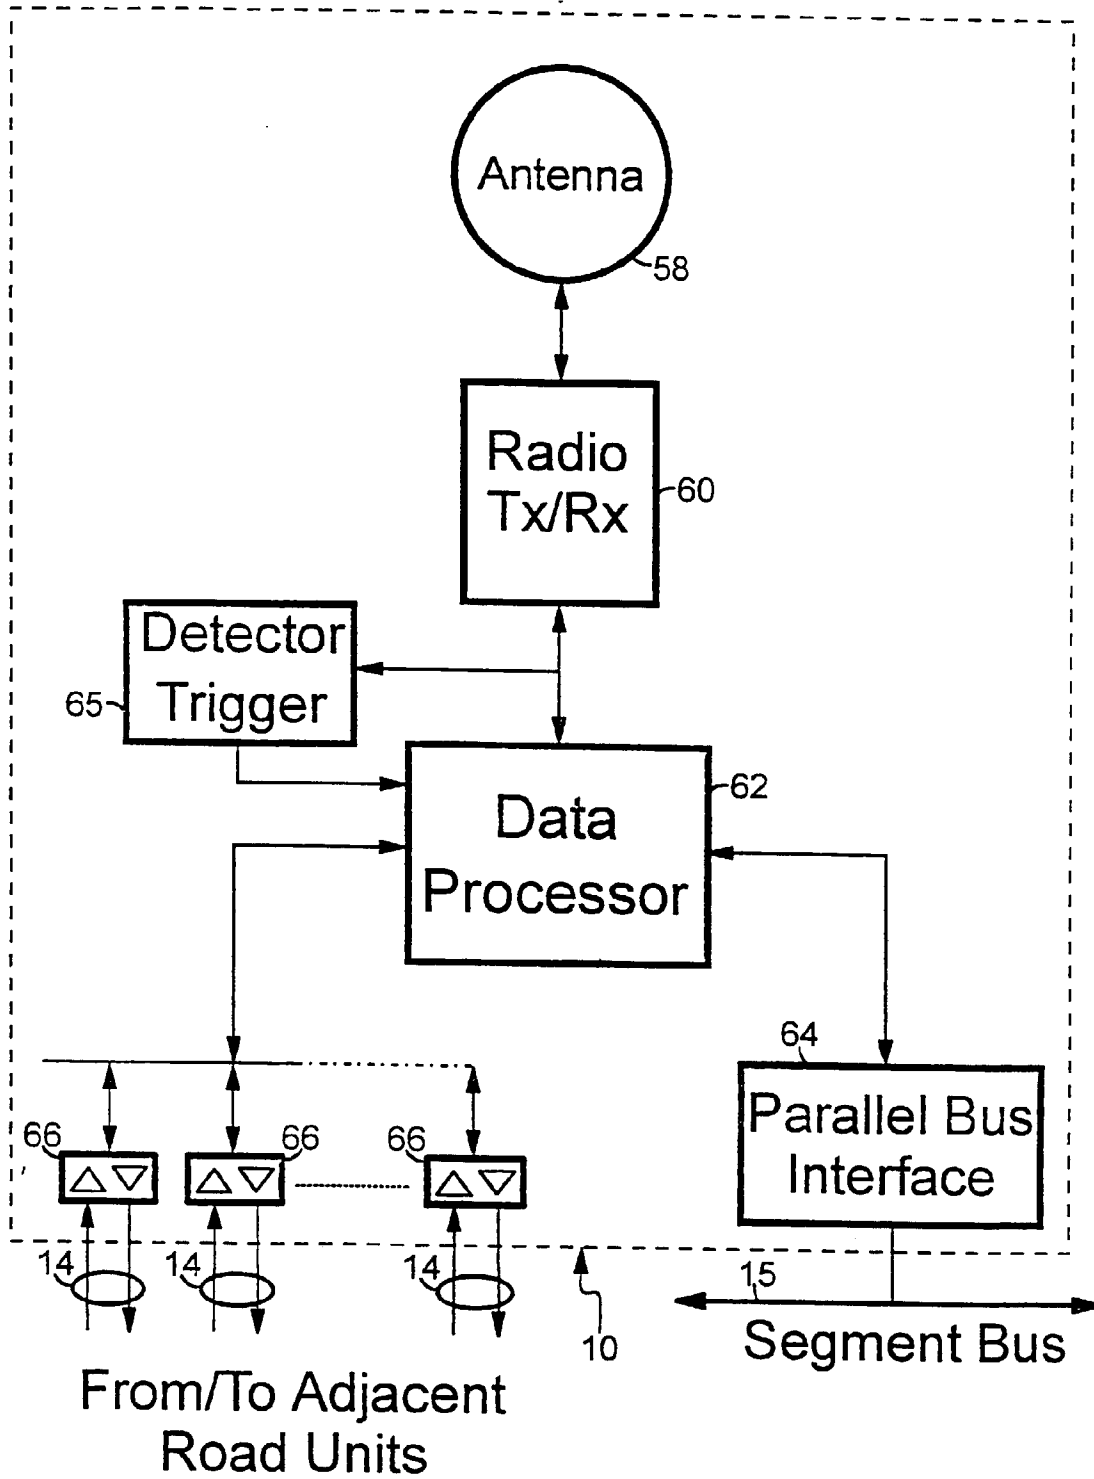 Antenna
58
Radio
Tx/Rx
60
Detector
Trigger
65
Data
Processor
62
64
Parallel Bus
Interface
66
66
66
14
14
14
10
15
Segment Bus
From/To Adjacent
Road Units